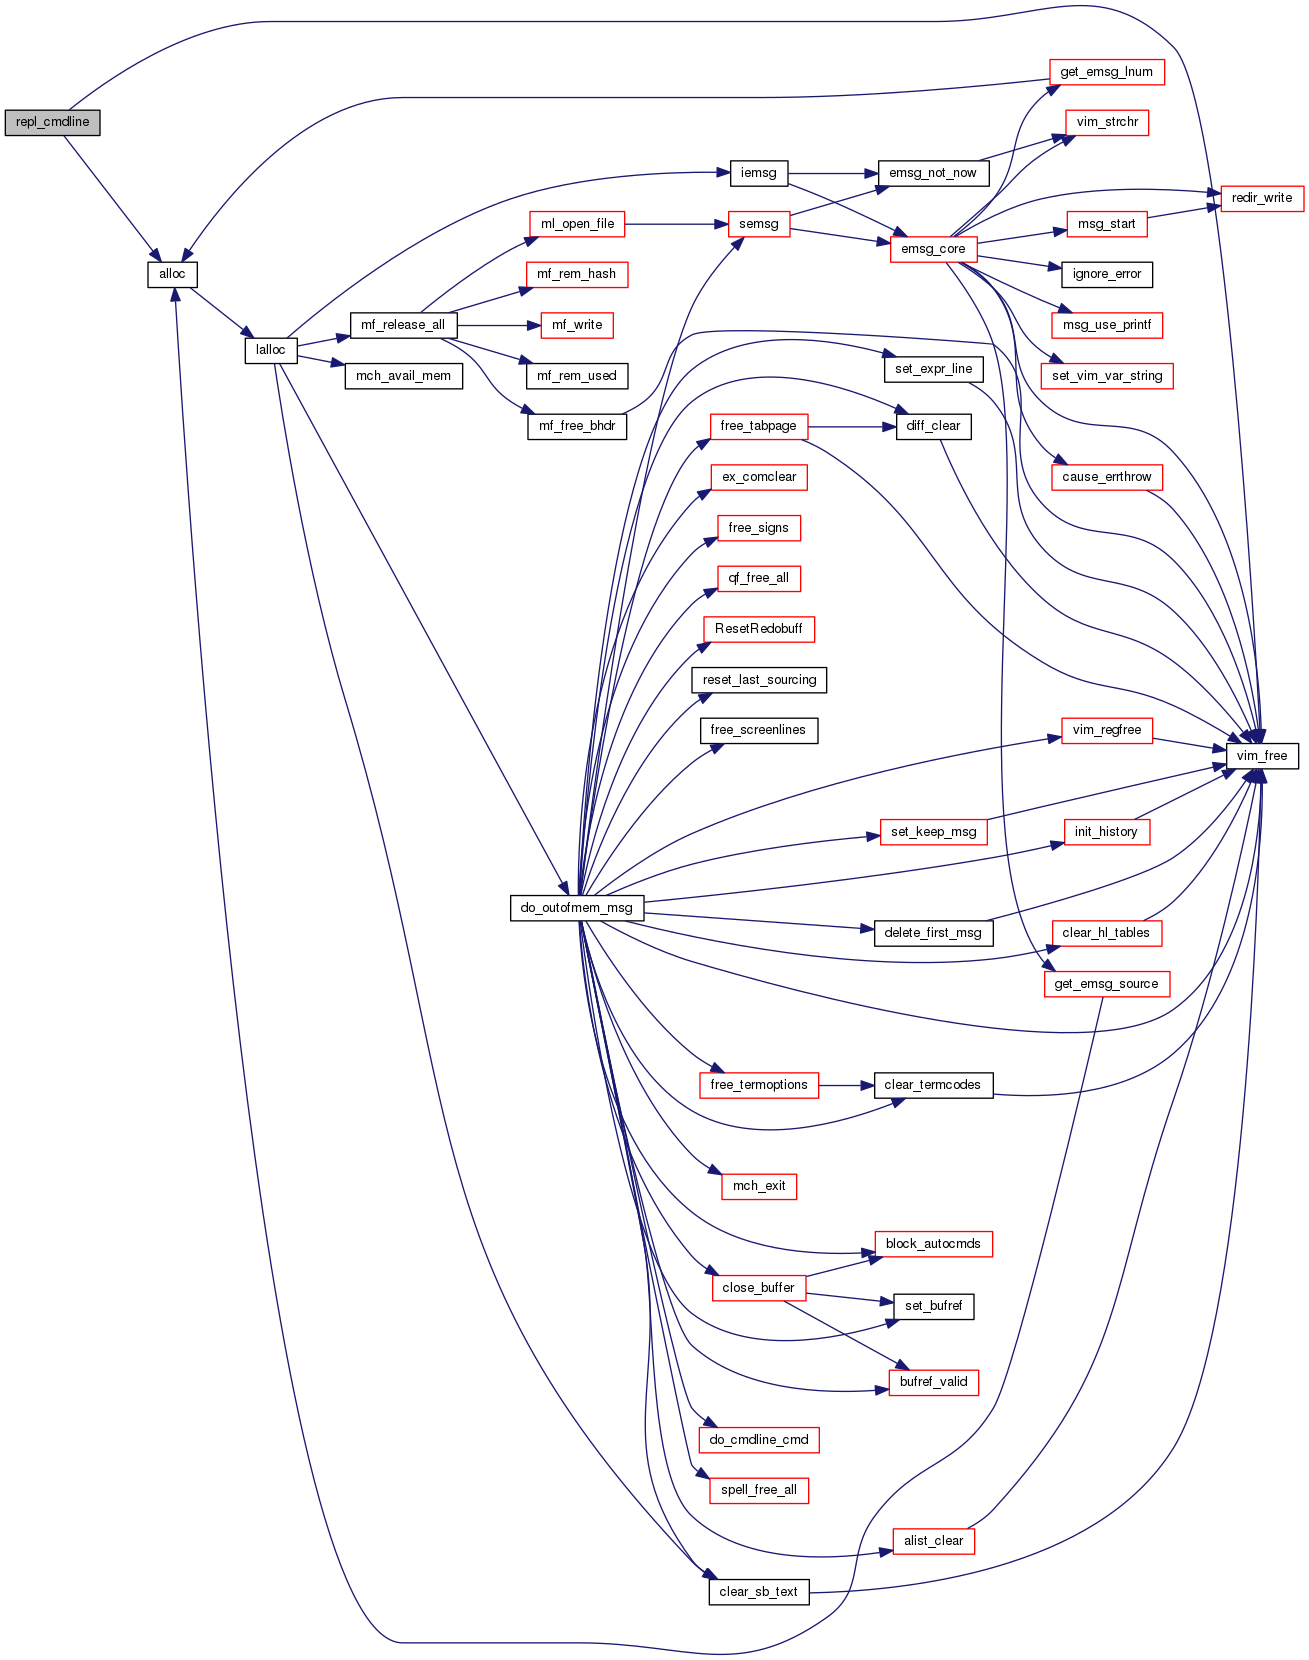 repl_cmdline
get_emsg_lnum
vim_strchr
iemsg
emsg_not_now
redir_write
ml_open_file
semsg
msg_start
emsg_core
alloc
mf_rem_hash
ignore_error
mf_release_all
mf_write
msg_use_printf
lalloc
mch_avail_mem
mf_rem_used
set_expr_line
set_vim_var_string
mf_free_bhdr
free_tabpage
diff_clear
ex_comclear
cause_errthrow
free_signs
qf_free_all
ResetRedobuff
reset_last_sourcing
free_screenlines
vim_regfree
vim_free
set_keep_msg
init_history
do_outofmem_msg
delete_first_msg
clear_hl_tables
get_emsg_source
free_termoptions
clear_termcodes
mch_exit
block_autocmds
close_buffer
set_bufref
bufref_valid
do_cmdline_cmd
spell_free_all
alist_clear
clear_sb_text